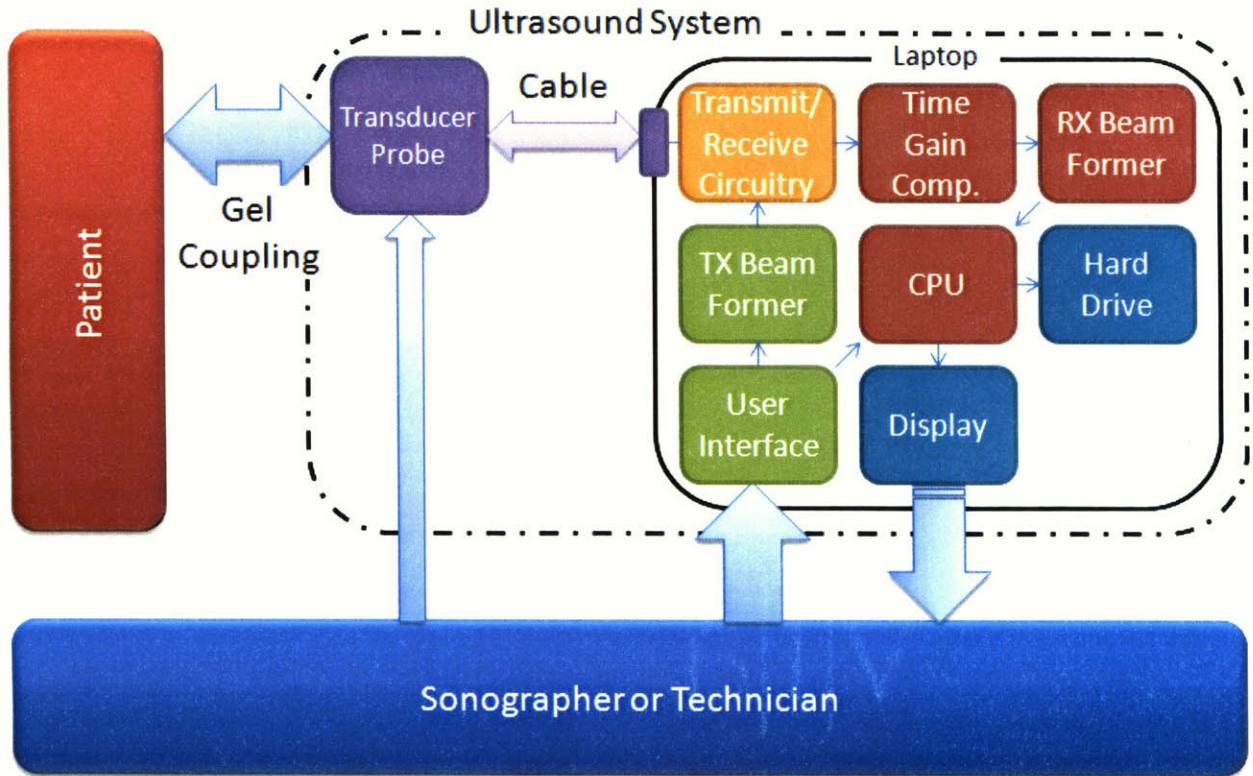 Ultrasound System
Laptop
Patient
Gel
Coupling
Transducer
Probe
Cable
Transmit/
Receive
Circuitry
Time
Gain
Comp.
RX Beam
Former
TX Beam
Former
CPU
Hard
Drive
User
Interface
Display
Sonographer or Technician